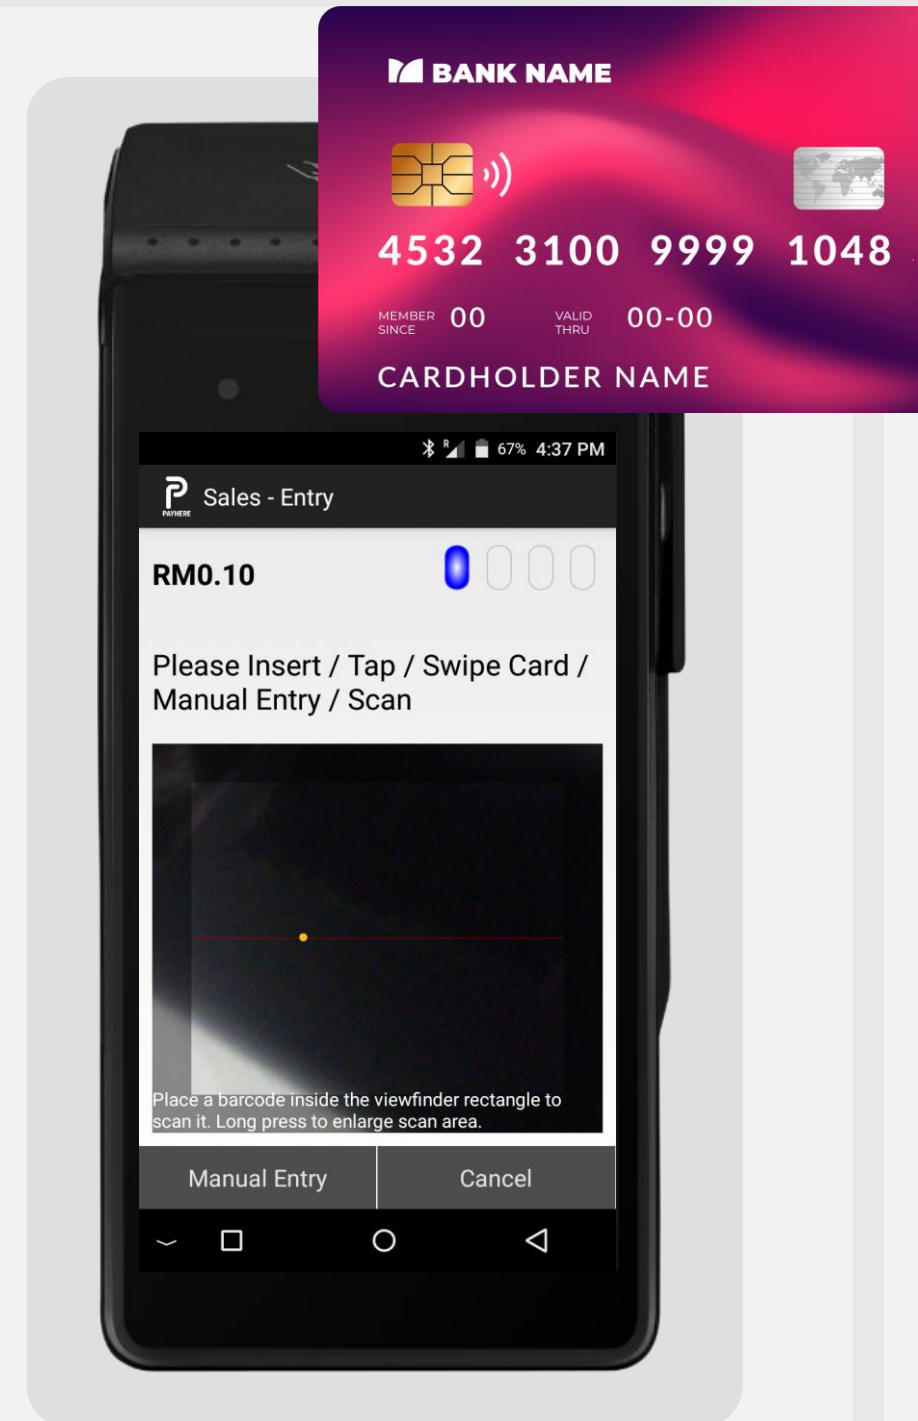 BANK NAME
4532 3100 9999 1048
MEMBER SINCE 00 VALID THRU 00-00
CARDHOLDER NAME
R 67% 4:37 PM
PAYHERE Sales - Entry
RM0.10
Please Insert / Tap / Swipe Card /
Manual Entry / Scan
Place a barcode inside the viewfinder rectangle to
scan it. Long press to enlarge scan area.
Manual Entry Cancel